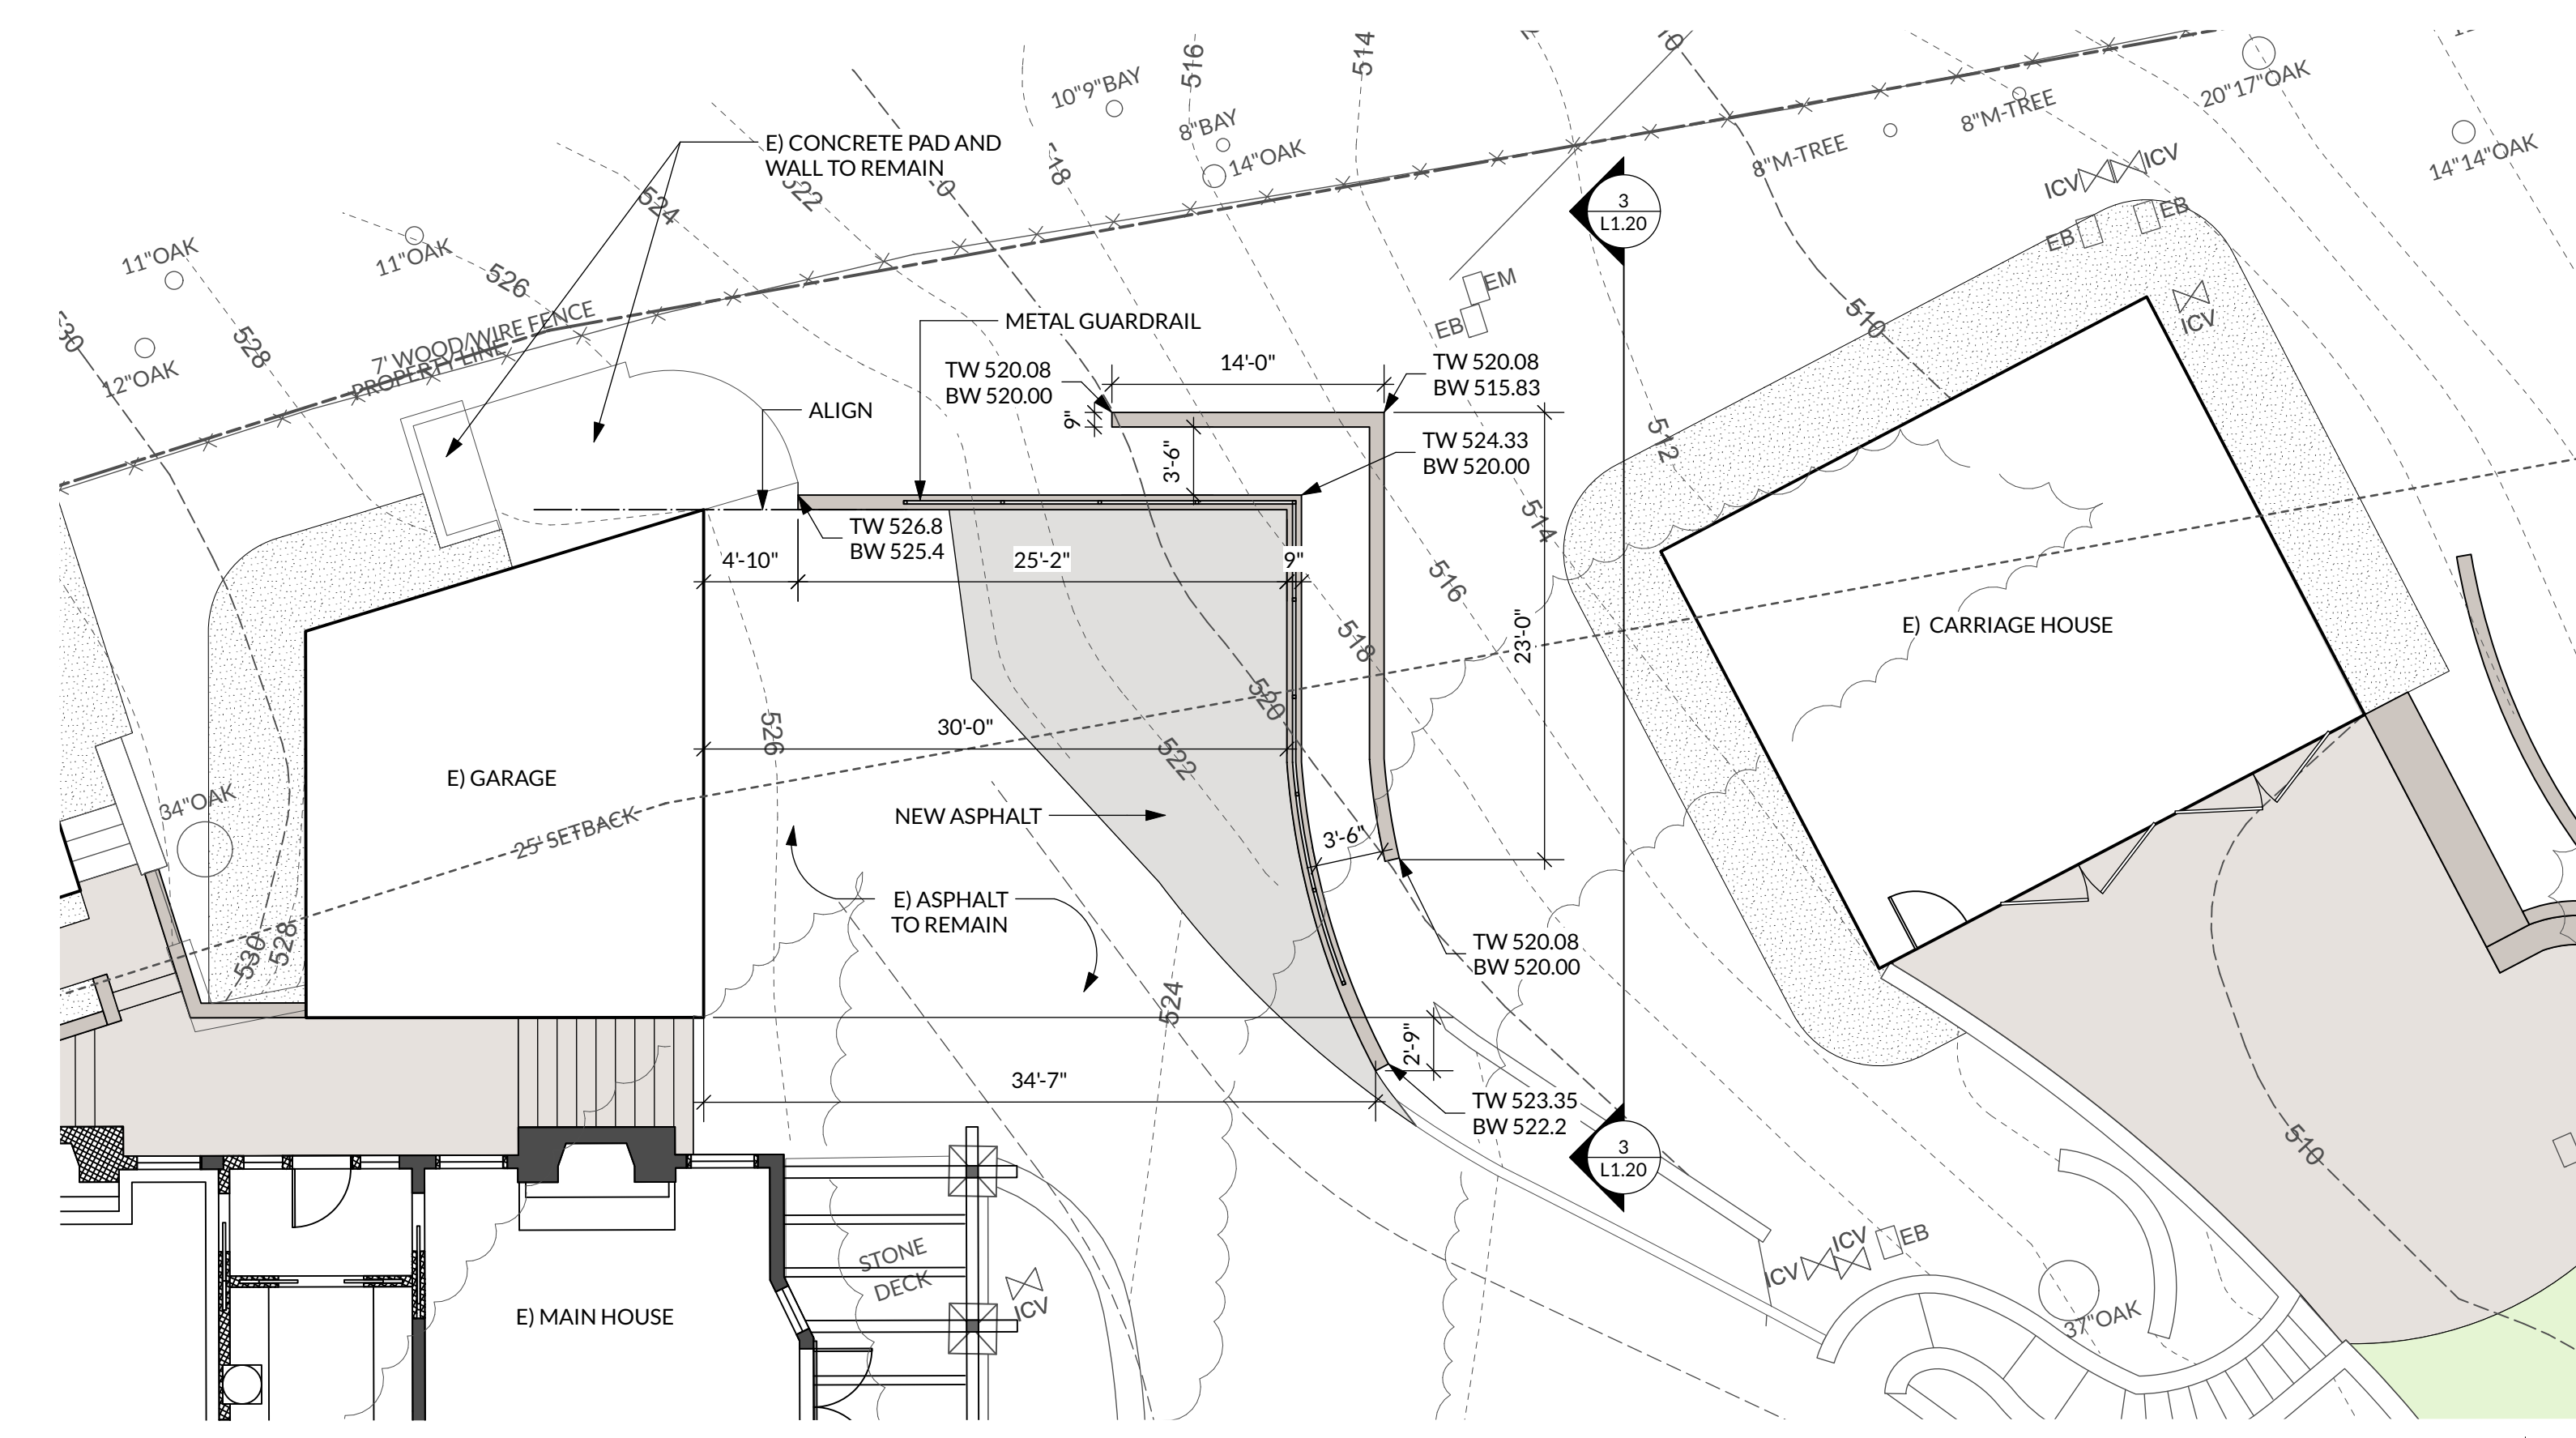 516
514
10
10"9"BAY
8"BAY
14"OAK
20"17"OAK
8"M-TREE
8"M-TREE
14"14"OAK
ICV
ICV
EB
EB
ICV
E) CONCRETE PAD AND
WALL TO REMAIN
524
522
518
11"OAK
11"OAK
526
528
530
12"OAK
7' WOOD/WIRE FENCE
PROPERTY LINE
3
L1.20
EM
EB
510
METAL GUARDRAIL
TW 520.08
BW 520.00
14'-0"
TW 520.08
BW 515.83
ALIGN
9"
3'-6"
TW 524.33
BW 520.00
512
514
TW 526.8
BW 525.4
4'-10"
25'-2"
9"
516
518
23'-0"
E) CARRIAGE HOUSE
520
526
30'-0"
522
E) GARAGE
34"OAK
25' SETBACK
NEW ASPHALT
3'-6"
E) ASPHALT
TO REMAIN
530
528
TW 520.08
BW 520.00
524
2'-9"
34'-7"
TW 523.35
BW 522.2
3
L1.20
510
STONE
DECK
ICV
ICV
ICV
EB
E) MAIN HOUSE
37"OAK